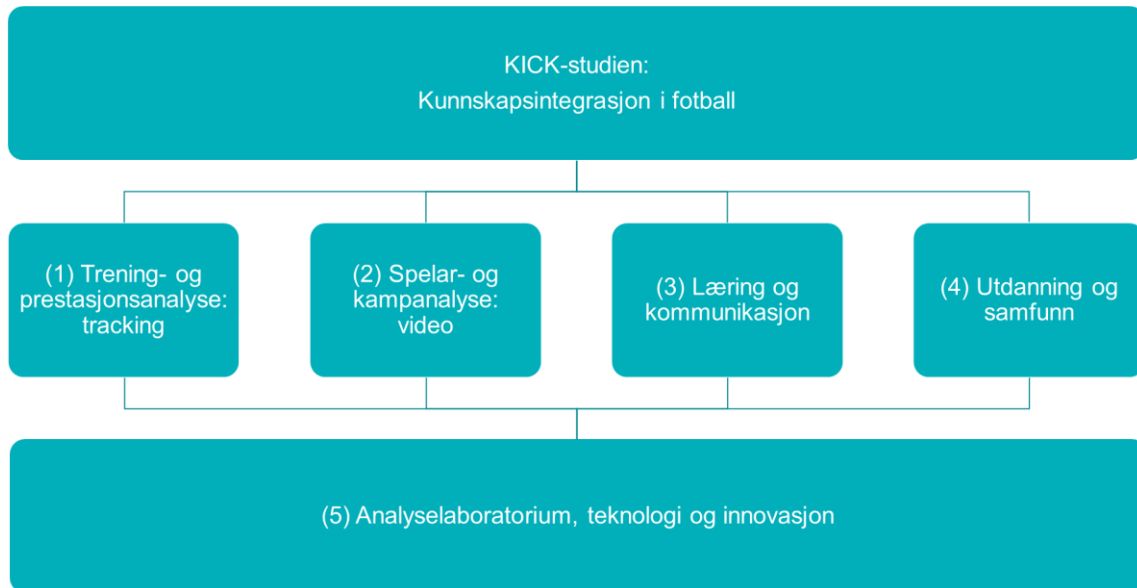 KICK-studien:
Kunnskapsintegrasjon i fotball
(1) Trening- og
prestasjonsanalyse:
tracking
(2) Spelar- og
kampanalyse:
video
(3) Læring og
kommunikasjon
(4) Utdanning og
samfunn
(5) Analyselaboratorium, teknologi og innovasjon